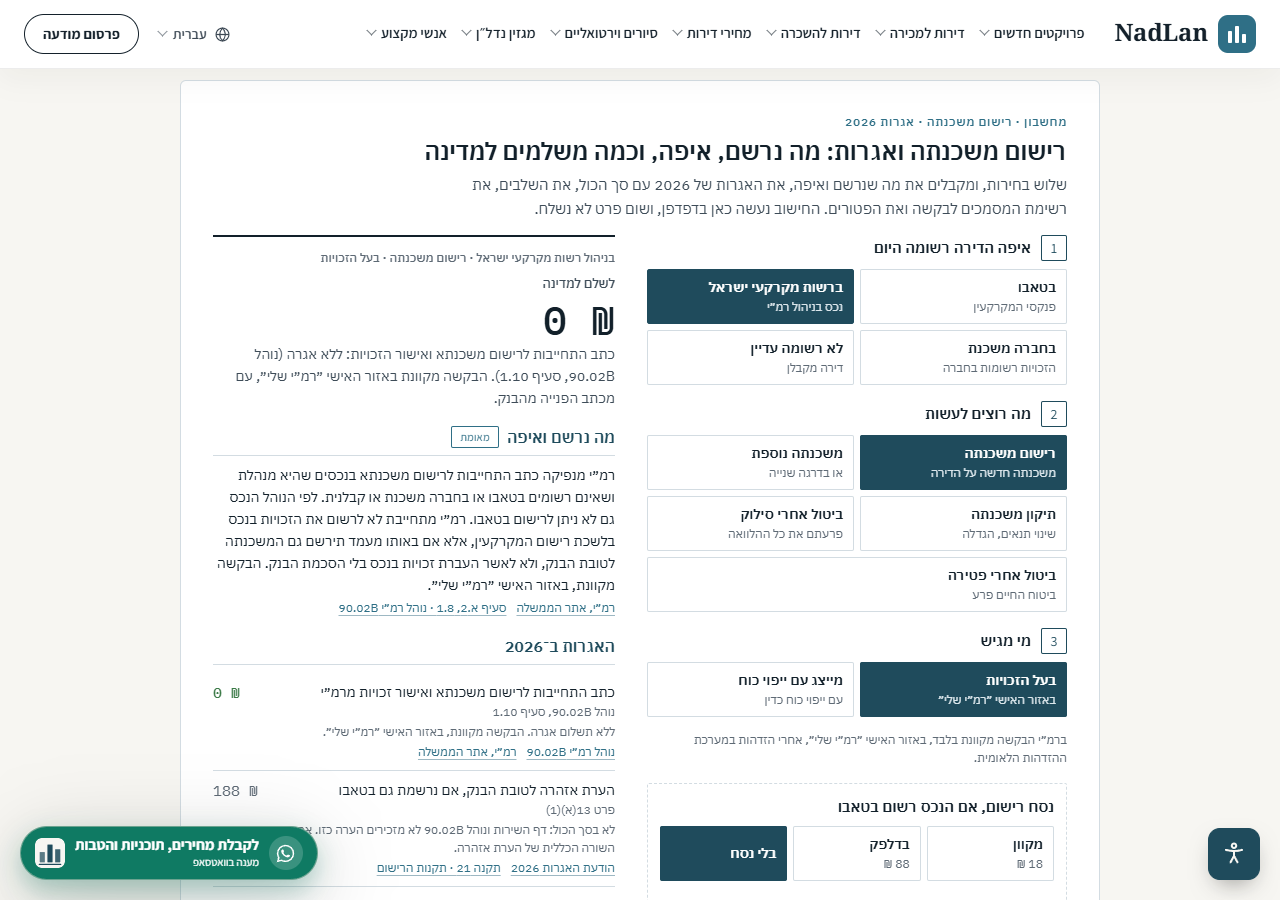 NadLan
פרויקטים חדשים
דירות למכירה
דירות להשכרה
מחירי דירות
סיורים וירטואליים
מגזין נדל״ן
אנשי מקצוע
עברית
פרסום מודעה
מחשבון · רישום משכנתה · אגרות 2026
רישום משכנתה ואגרות: מה נרשם, איפה, וכמה משלמים למדינה
שלוש בחירות, ומקבלים את מה שנרשם ואיפה, את האגרות של 2026 עם סך הכול, את השלבים, את
רשימת המסמכים לבקשה ואת הפטורים. החישוב נעשה כאן בדפדפן, ושום פרט לא נשלח.
1
איפה הדירה רשומה היום
בטאבו
פנקסי המקרקעין
ברשות מקרקעי ישראל
נכס בניהול רמ״י
בחברה משכנת
הזכויות רשומות בחברה
לא רשומה עדיין
דירה מקבלן
2
מה רוצים לעשות
רישום משכנתה
משכנתה חדשה על הדירה
משכנתה נוספת
או בדרגה שנייה
תיקון משכנתה
שינוי תנאים, הגדלה
ביטול אחרי סילוק
פרעתם את כל ההלוואה
ביטול אחרי פטירה
ביטוח החיים פרע
3
מי מגיש
בעל הזכויות
באזור האישי ״רמ״י שלי״
מייצג עם ייפוי כוח
עם ייפוי כוח כדין
ברמ״י הבקשה מקוונת בלבד, באזור האישי ״רמ״י שלי״, אחרי הזדהות במערכת
ההזדהות הלאומית.
נסח רישום, אם הנכס רשום בטאבו
מקוון
18 ₪
בדלפק
88 ₪
בלי נסח
בניהול רשות מקרקעי ישראל · רישום משכנתה · בעל הזכויות
לשלם למדינה
₪ 0
כתב התחייבות לרישום משכנתא ואישור הזכויות: ללא אגרה (נוהל
90.02B, סעיף 1.10). הבקשה מקוונת באזור האישי ״רמ״י שלי״, עם
מכתב הפנייה מהבנק.
מה נרשם ואיפה
מאומת
רמ״י מנפיקה כתב התחייבות לרישום משכנתא בנכסים שהיא מנהלת
ושאינם רשומים בטאבו או בחברה משכנת או קבלנית. לפי הנוהל הנכס
גם לא ניתן לרישום בטאבו. רמ״י מתחייבת לא לרשום את הזכויות בנכס
בלשכת רישום המקרקעין, אלא אם באותו מעמד תירשם גם המשכנתה
לטובת הבנק, ולא לאשר העברת זכויות בנכס בלי הסכמת הבנק. הבקשה
מקוונת, באזור האישי ״רמ״י שלי״.
רמ״י, אתר הממשלה
סעיף א.2, 1.8 · נוהל רמ״י 90.02B
האגרות ב־2026
כתב התחייבות לרישום משכנתא ואישור זכויות מרמ״י
₪ 0
נוהל 90.02B, סעיף 1.10
ללא תשלום אגרה. הבקשה מקוונת, באזור האישי ״רמ״י שלי״.
נוהל רמ״י 90.02B
רמ״י, אתר הממשלה
הערת אזהרה לטובת הבנק, אם נרשמת גם בטאבו
₪ 188
פרט 13(א)(1)
לא בסך הכול: דף השירות ונוהל 90.02B לא מזכירים הערה כזו.
השורה הכללית של הערת אזהרה.
הודעת האגרות 2026
תקנה 21 · תקנות הרישום
לקבלת מחירים, תוכניות והטבות
מענה בוואטסאפ